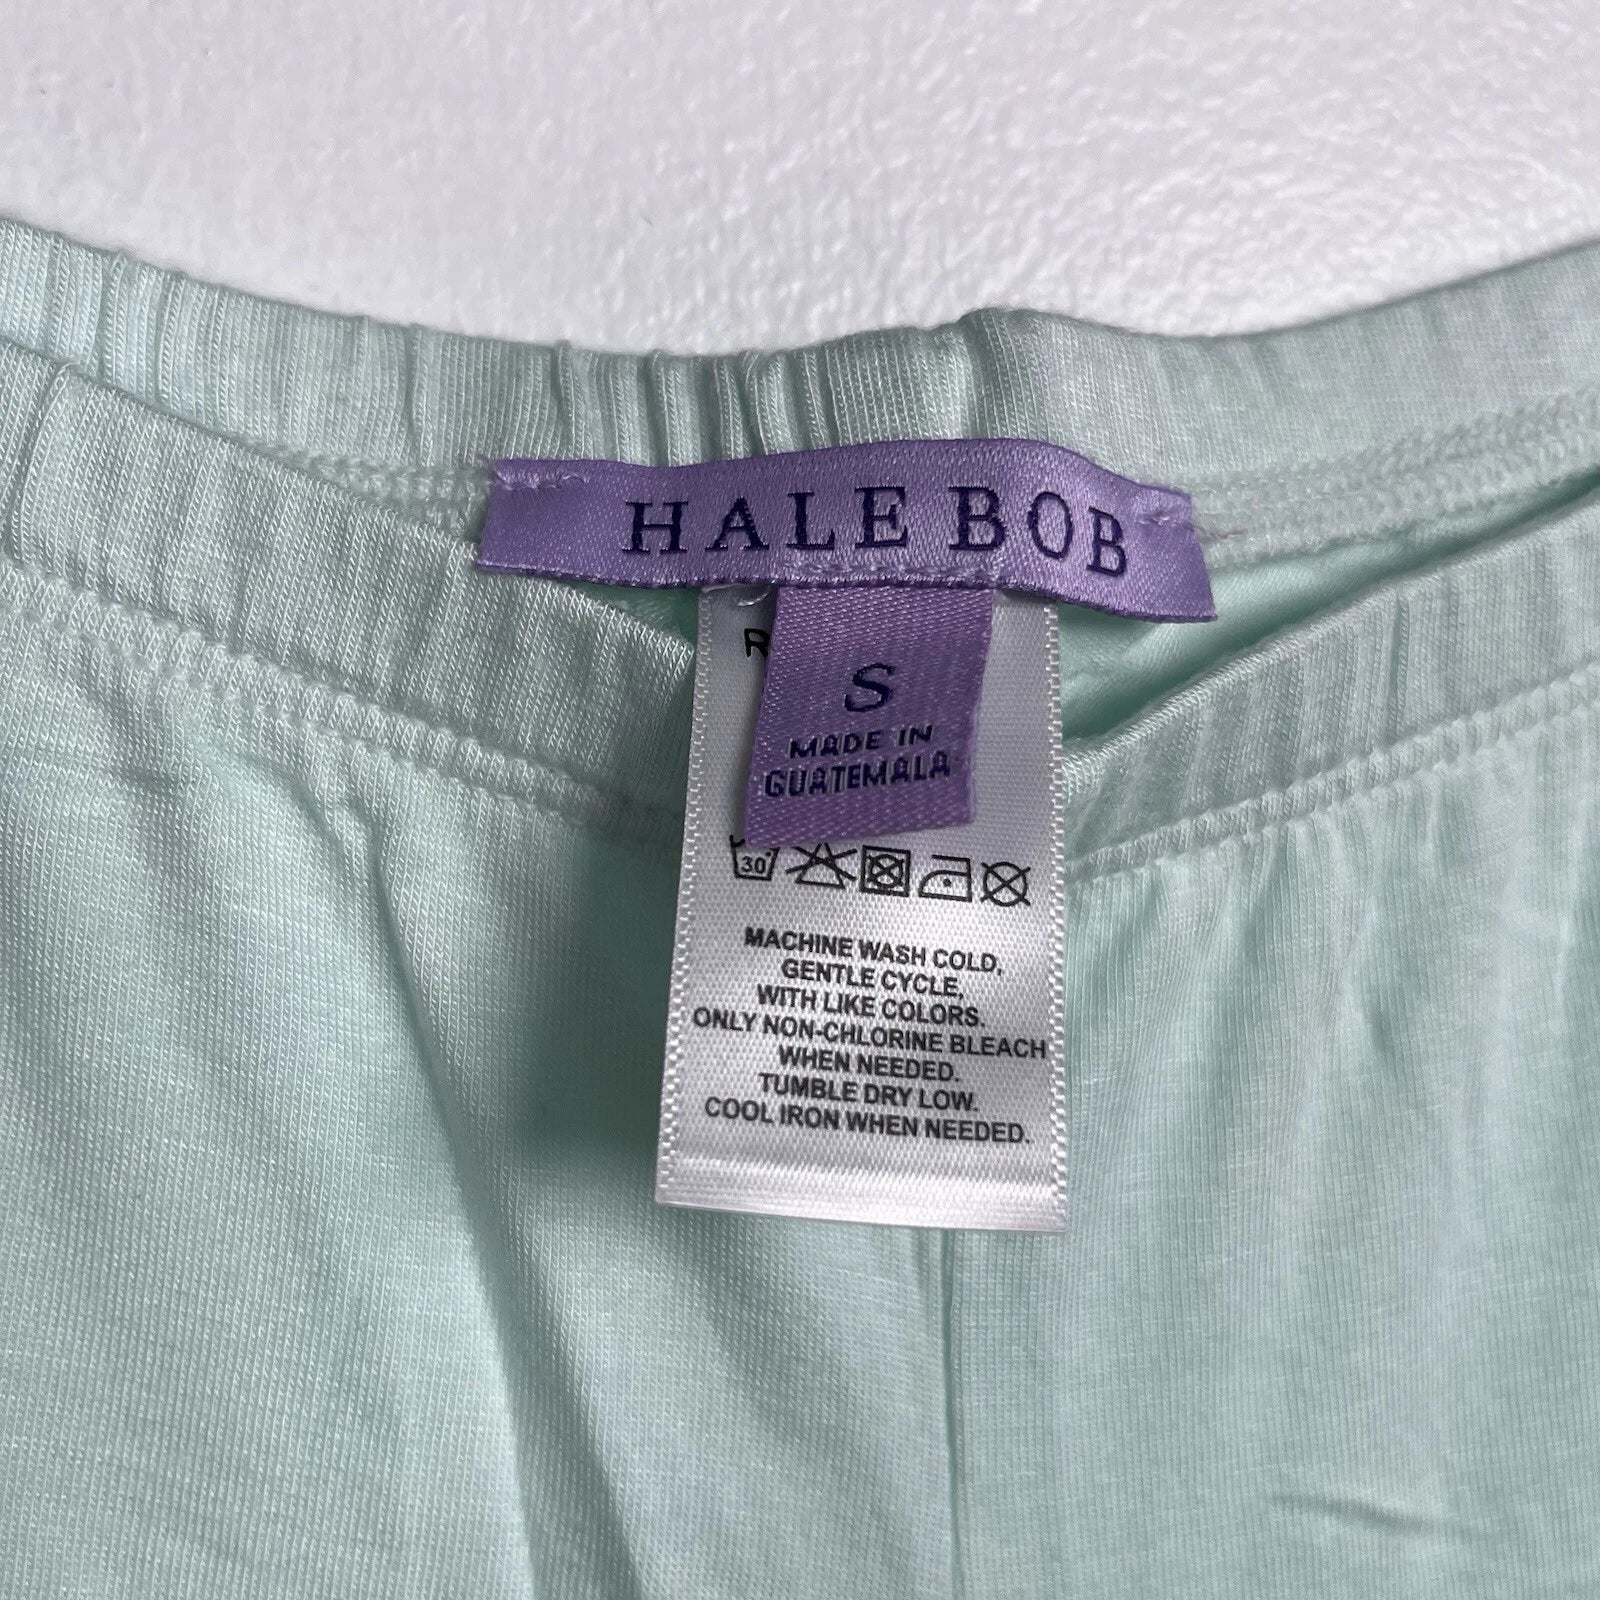 HALE BOB
S
MADE IN
GUATEMALA
30
MACHINE WASH COLD,
GENTLE CYCLE,
WITH LIKE COLORS.
ONLY NON-CHLORINE BLEACH
WHEN NEEDED.
TUMBLE DRY LOW.
COOL IRON WHEN NEEDED.